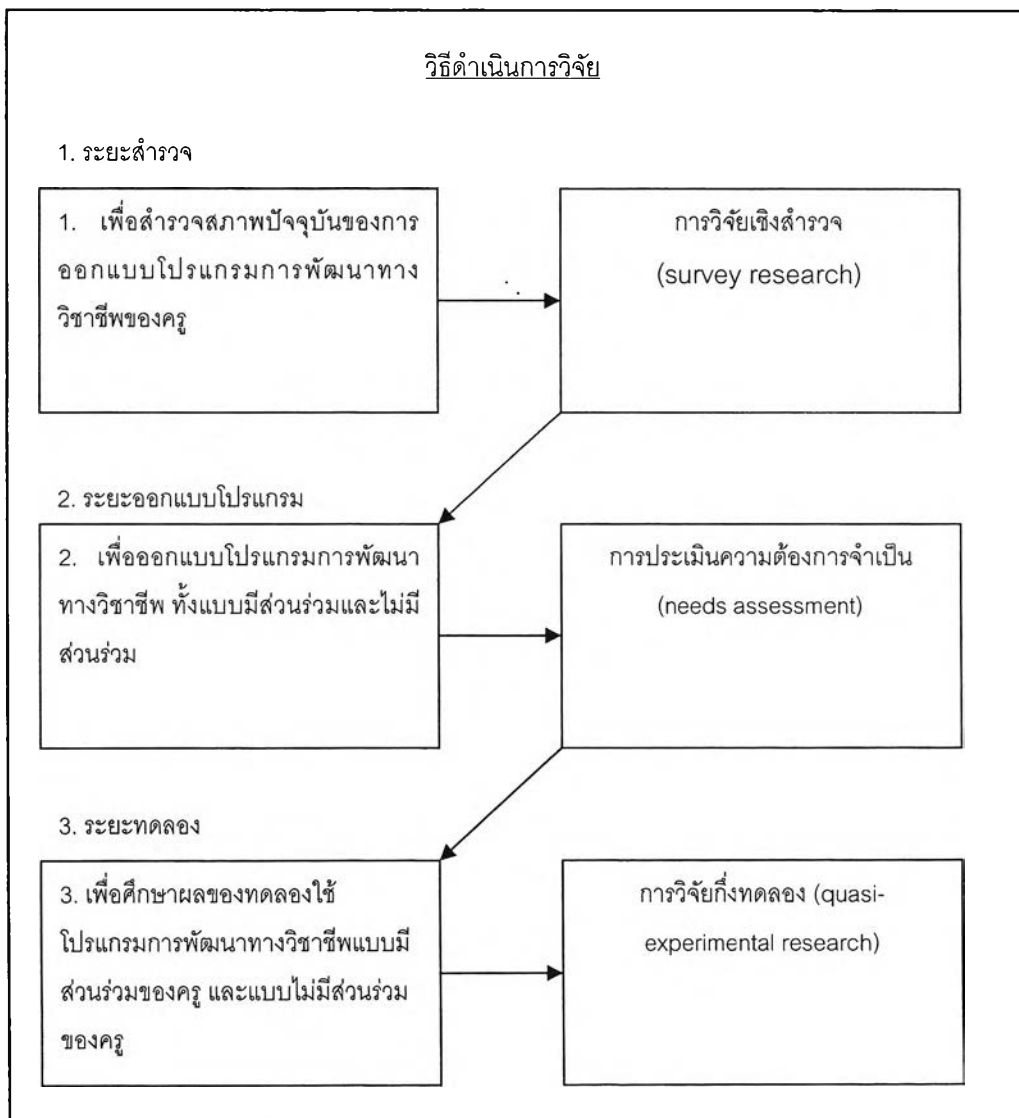 วิธีดำเนินการวิจัย
1. ระยะสำรวจ
1. เพื่อสำรวจสภาพปัจจุบันของการ
ออกแบบโปรแกรมการพัฒนาทาง
วิชาชีพของครู
การวิจัยเชิงสำรวจ
(survey research)
2. ระยะออกแบบโปรแกรม
2. เพื่อออกแบบโปรแกรมการพัฒนา
ทางวิชาชีพ ทั้งแบบมีส่วนร่วมและไม่มี
ส่วนร่วม
การประเมินความต้องการจำเป็น
(needs assessment)
3. ระยะทดลอง
3. เพื่อศึกษาผลของทดลองใช้
โปรแกรมการพัฒนาทางวิชาชีพแบบมี
ส่วนร่วมของครู และแบบไม่มีส่วนร่วม
ของครู
การวิจัยกึ่งทดลอง (quasi-
experimental research)